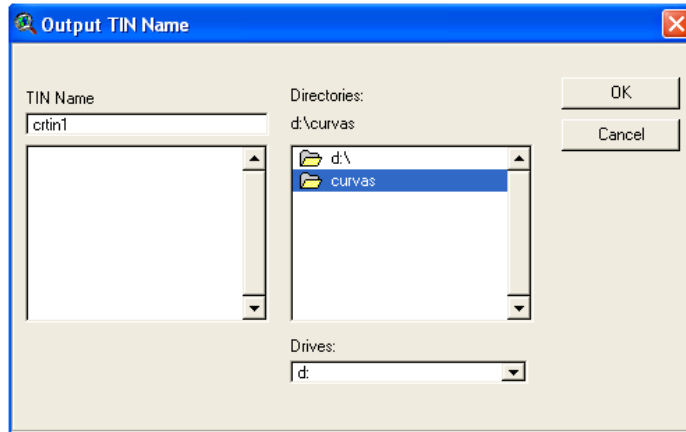 Output TIN Name
TIN Name
crtin1
Directories:
d:\curvas
d:\
curvas
Drives:
d:
OK
Cancel